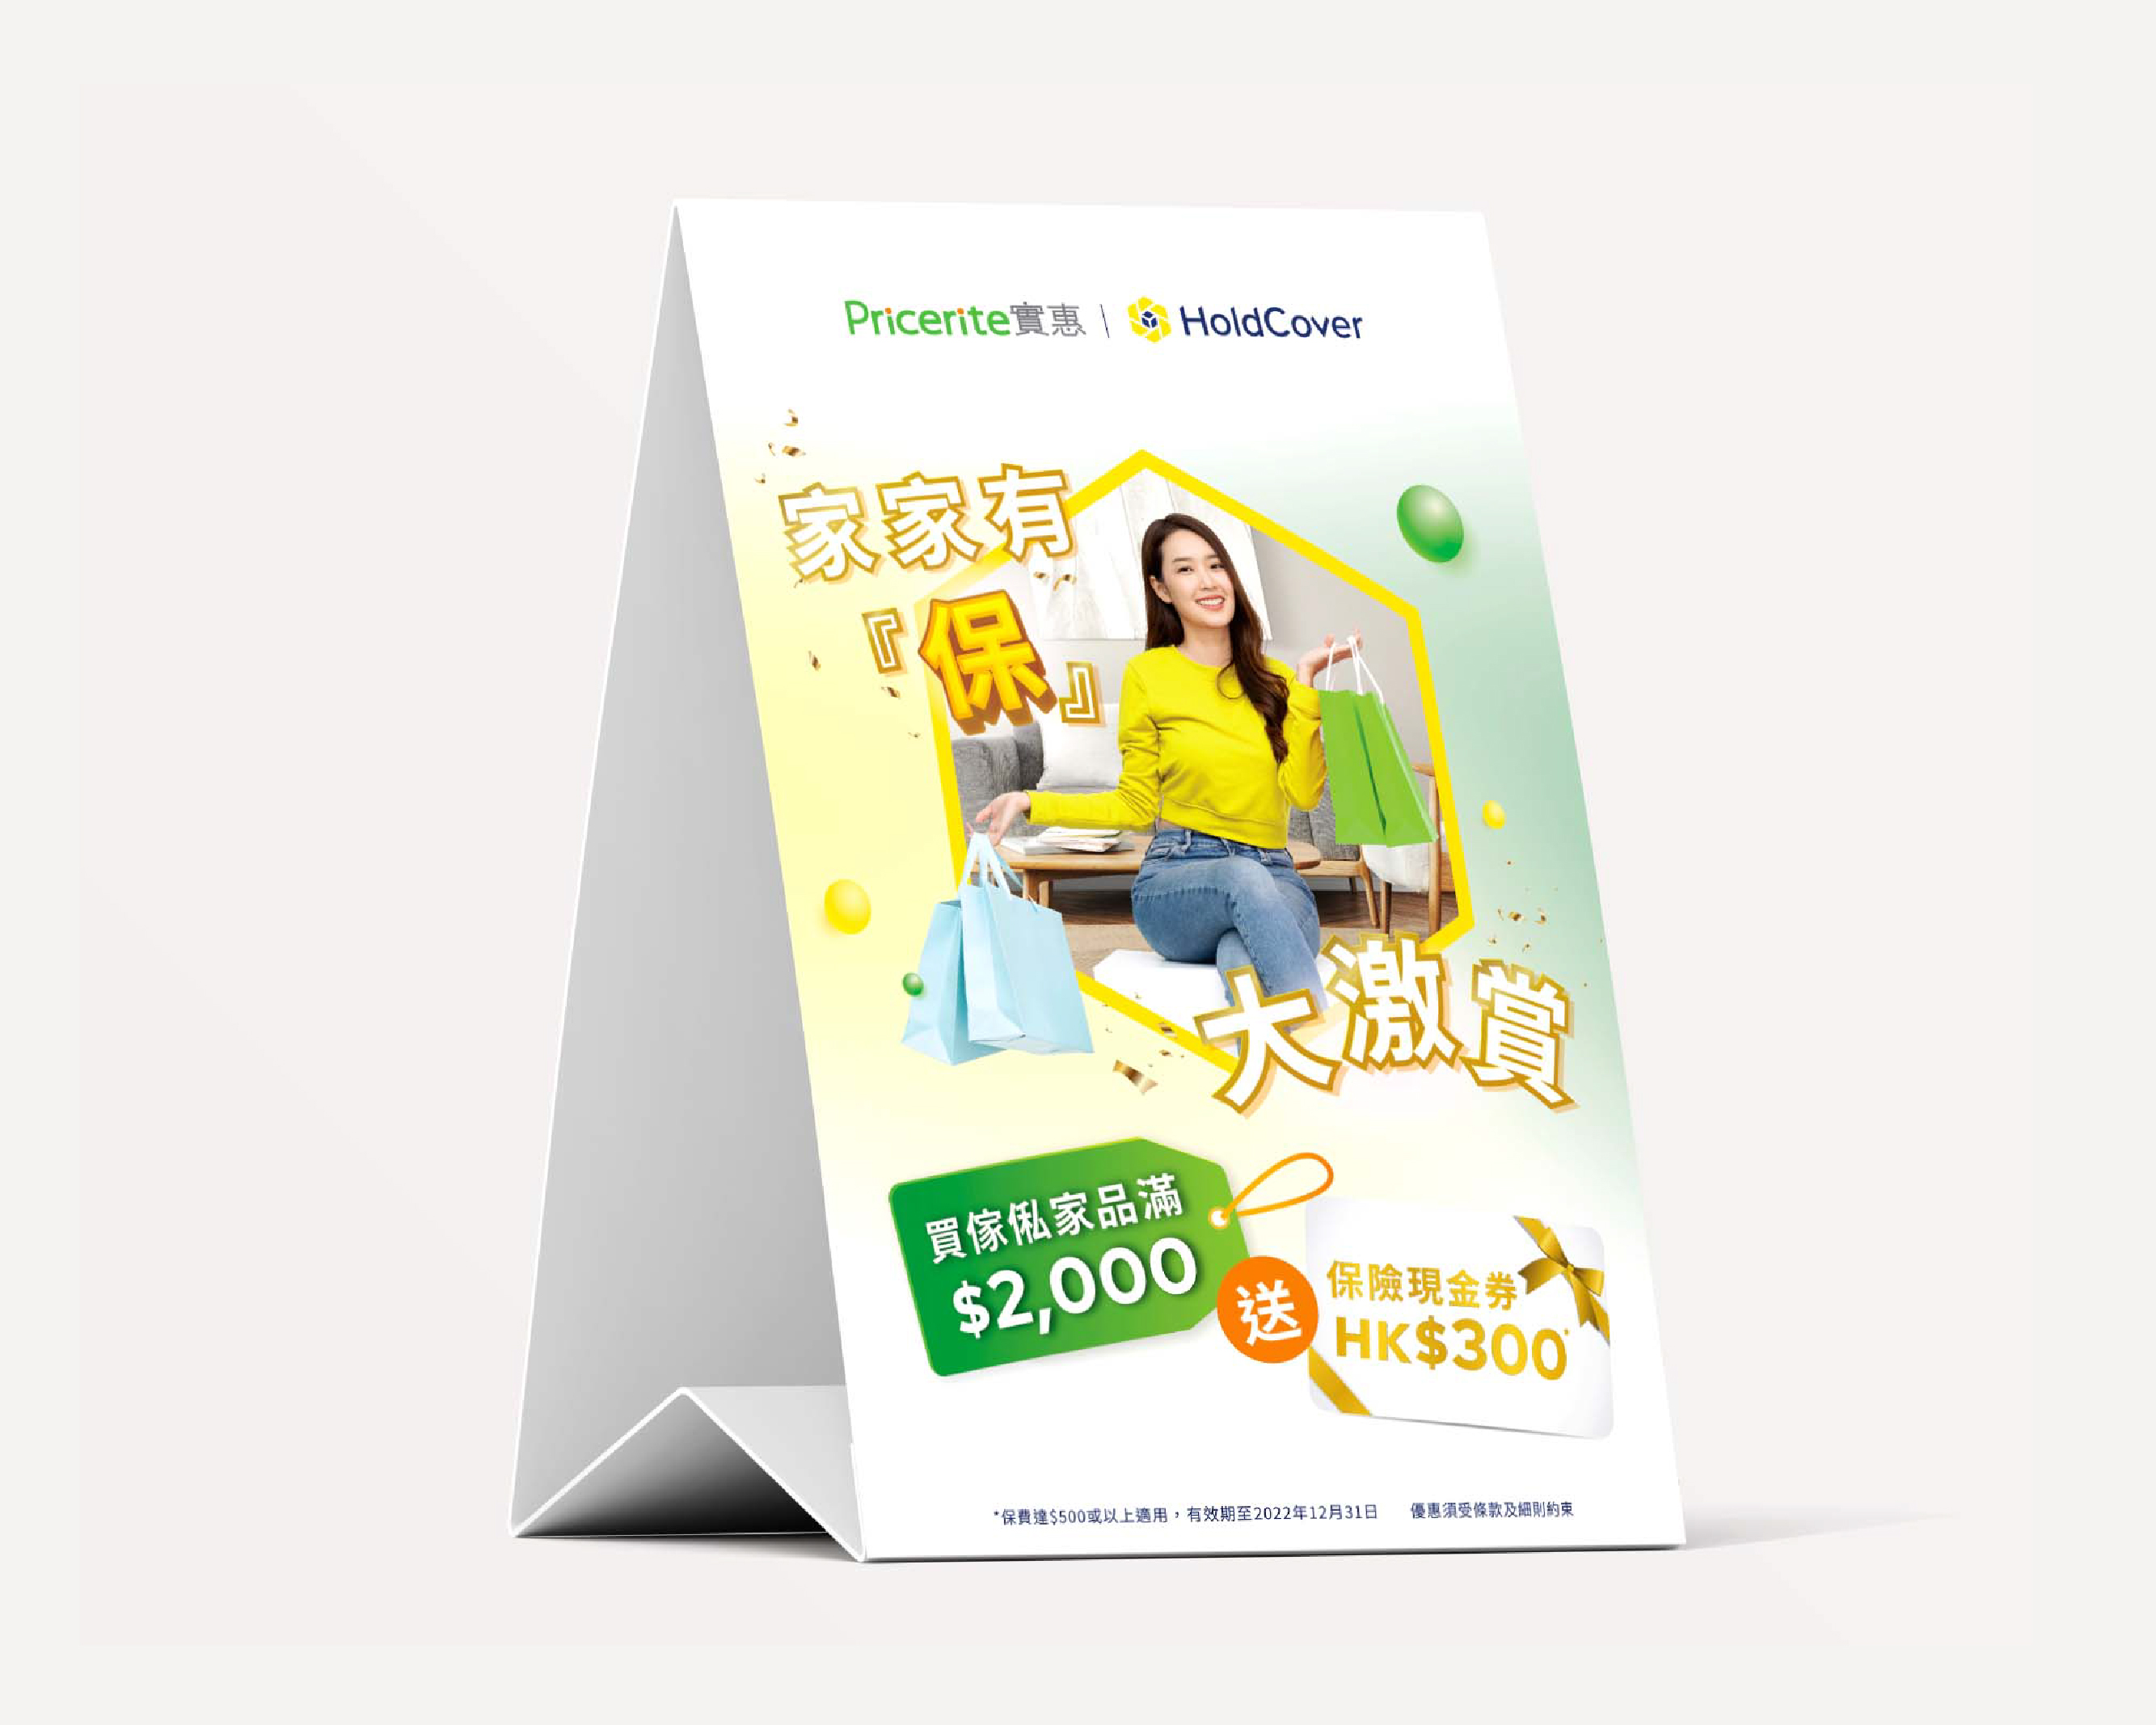 Pricerite實惠 | HoldCover
家家有
『保』
大激賞
買傢俬家品滿
$2,000
送
保險現金券
HK$300*
*保費達$500或以上適用，有效期至2022年12月31日 優惠須受條款及細則約束